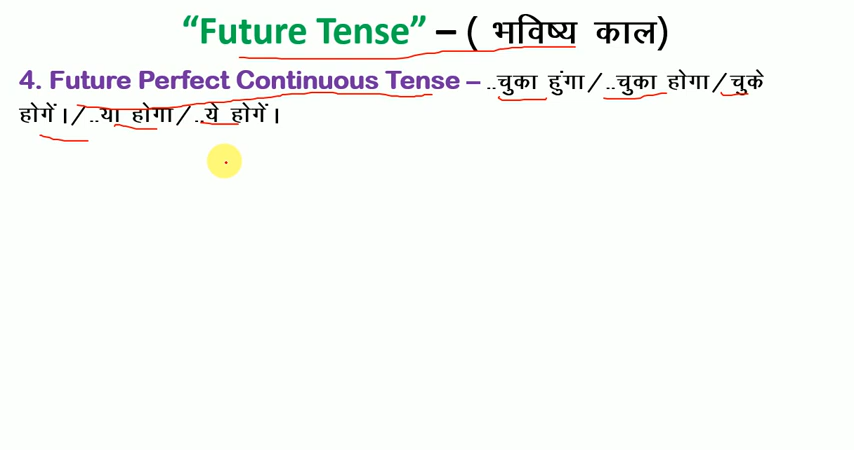 “Future Tense” – ( भविष्य काल)
4. Future Perfect Continuous Tense – ..चुका हुंगा/..चुका होगा/चुके
होगें।/..या होगा/..ये होगें।